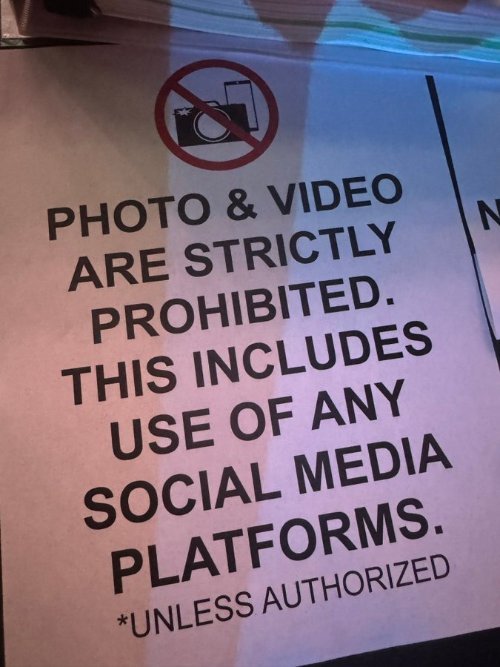 PHOTO & VIDEO
ARE STRICTLY
PROHIBITED.
THIS INCLUDES
USE OF ANY
SOCIAL MEDIA
PLATFORMS.
*UNLESS AUTHORIZED